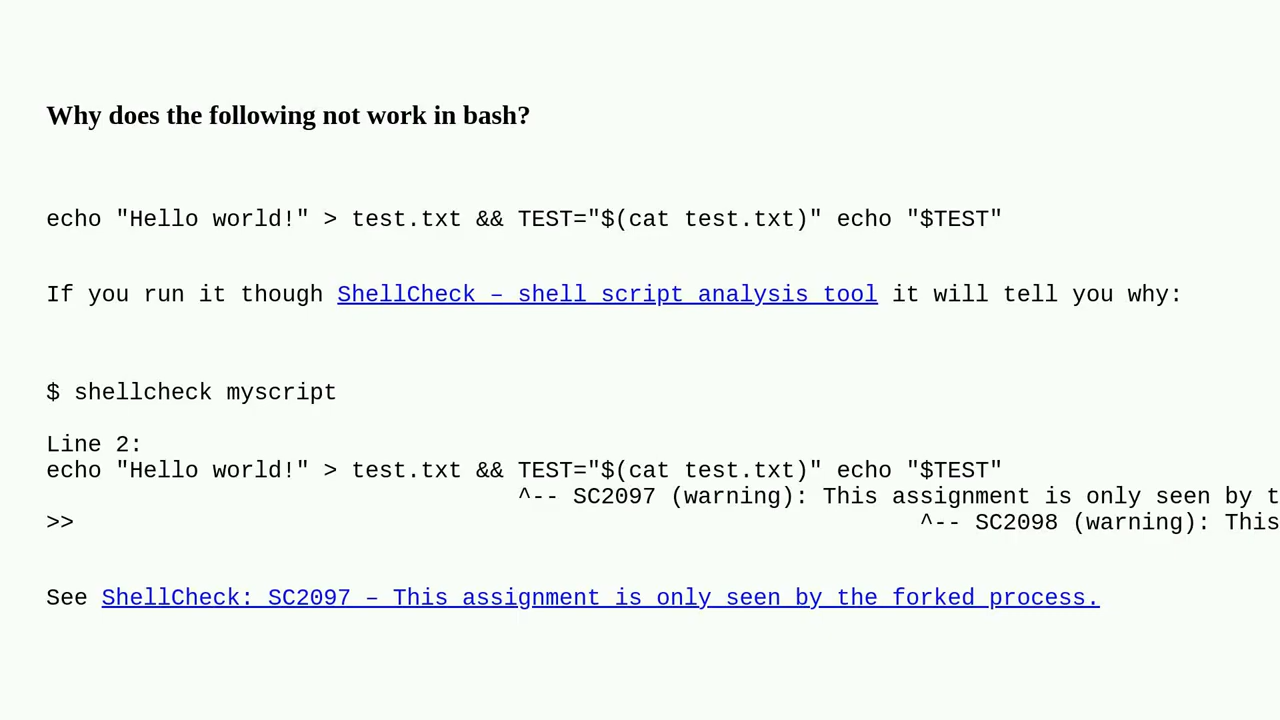 Why does the following not work in bash?
echo "Hello world!" > test.txt && TEST="$(cat test.txt)" echo "$TEST"
If you run it though ShellCheck – shell script analysis tool it will tell you why:
$ shellcheck myscript
Line 2:
echo "Hello world!" > test.txt && TEST="$(cat test.txt)" echo "$TEST"
^-- SC2097 (warning): This assignment is only seen by t
>> ^-- SC2098 (warning): This
See ShellCheck: SC2097 – This assignment is only seen by the forked process.